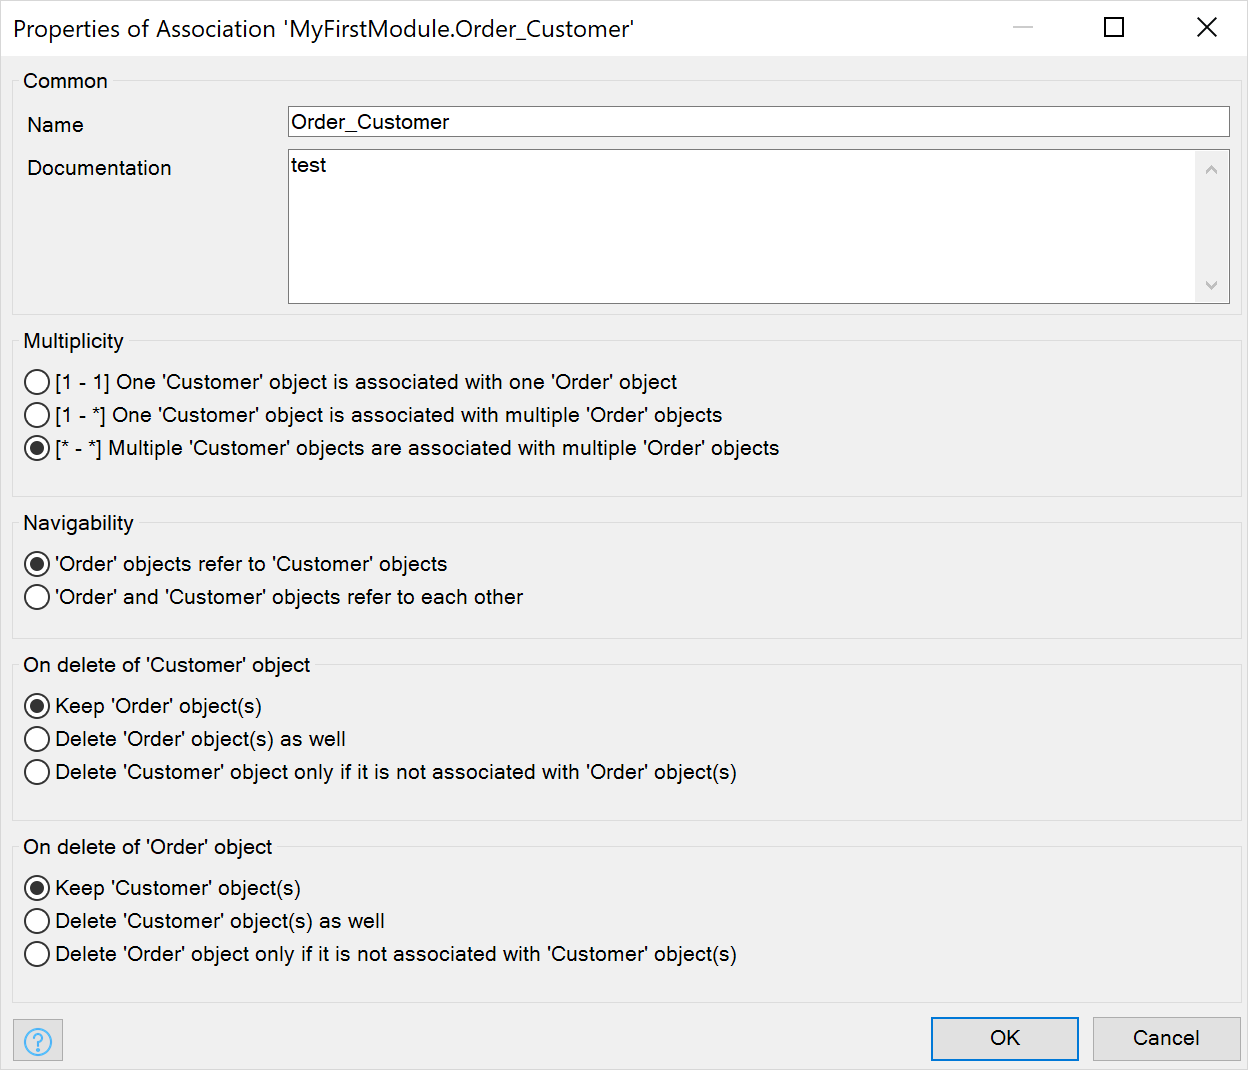 Properties of Association 'MyFirstModule.Order_Customer'
Common
Name
Order_Customer
Documentation
test
Multiplicity
[1 - 1] One 'Customer' object is associated with one 'Order' object
[1 - *] One 'Customer' object is associated with multiple 'Order' objects
[* - *] Multiple 'Customer' objects are associated with multiple 'Order' objects
Navigability
'Order' objects refer to 'Customer' objects
'Order' and 'Customer' objects refer to each other
On delete of 'Customer' object
Keep 'Order' object(s)
Delete 'Order' object(s) as well
Delete 'Customer' object only if it is not associated with 'Order' object(s)
On delete of 'Order' object
Keep 'Customer' object(s)
Delete 'Customer' object(s) as well
Delete 'Order' object only if it is not associated with 'Customer' object(s)
?
OK
Cancel